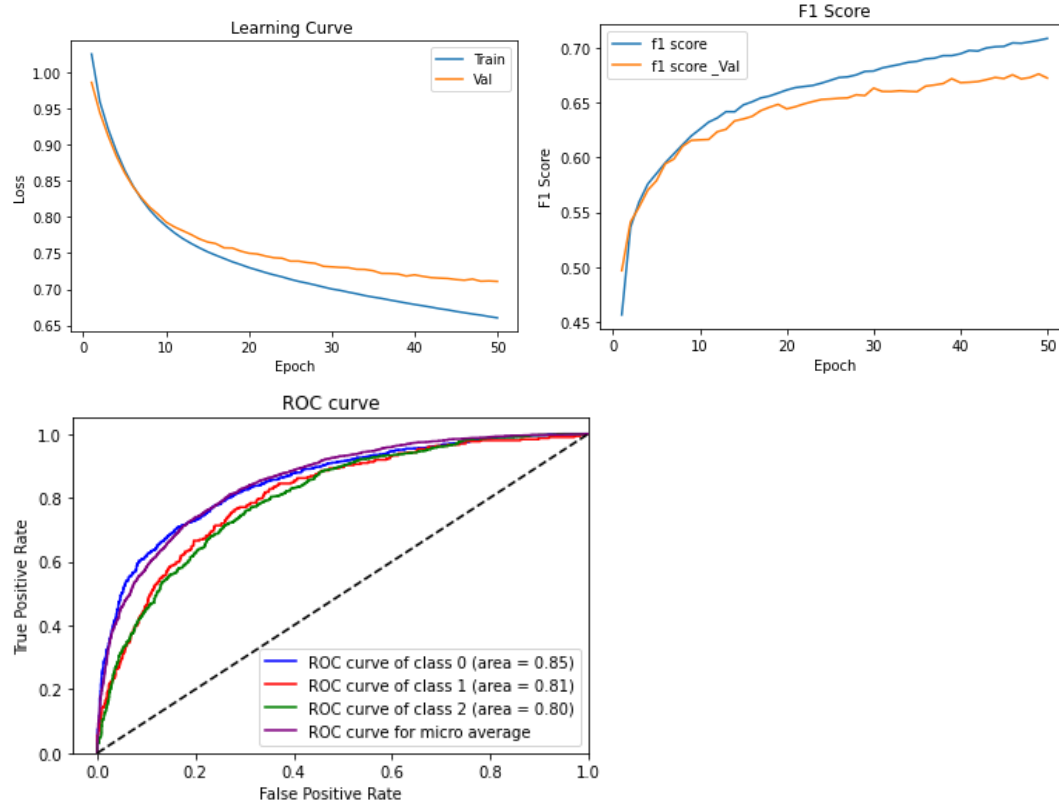 Learning Curve
Train
Val
1.00
0.95
0.90
0.85
0.80
0.75
0.70
0.65
Loss
0 10 20 30 40 50
Epoch
F1 Score
f1 score
f1 score _Val
0.70
0.65
0.60
0.55
0.50
0.45
F1 Score
0 10 20 30 40 50
Epoch
ROC curve
1.0
0.8
0.6
0.4
0.2
0.0
True Positive Rate
ROC curve of class 0 (area = 0.85)
ROC curve of class 1 (area = 0.81)
ROC curve of class 2 (area = 0.80)
ROC curve for micro average
0.0 0.2 0.4 0.6 0.8 1.0
False Positive Rate